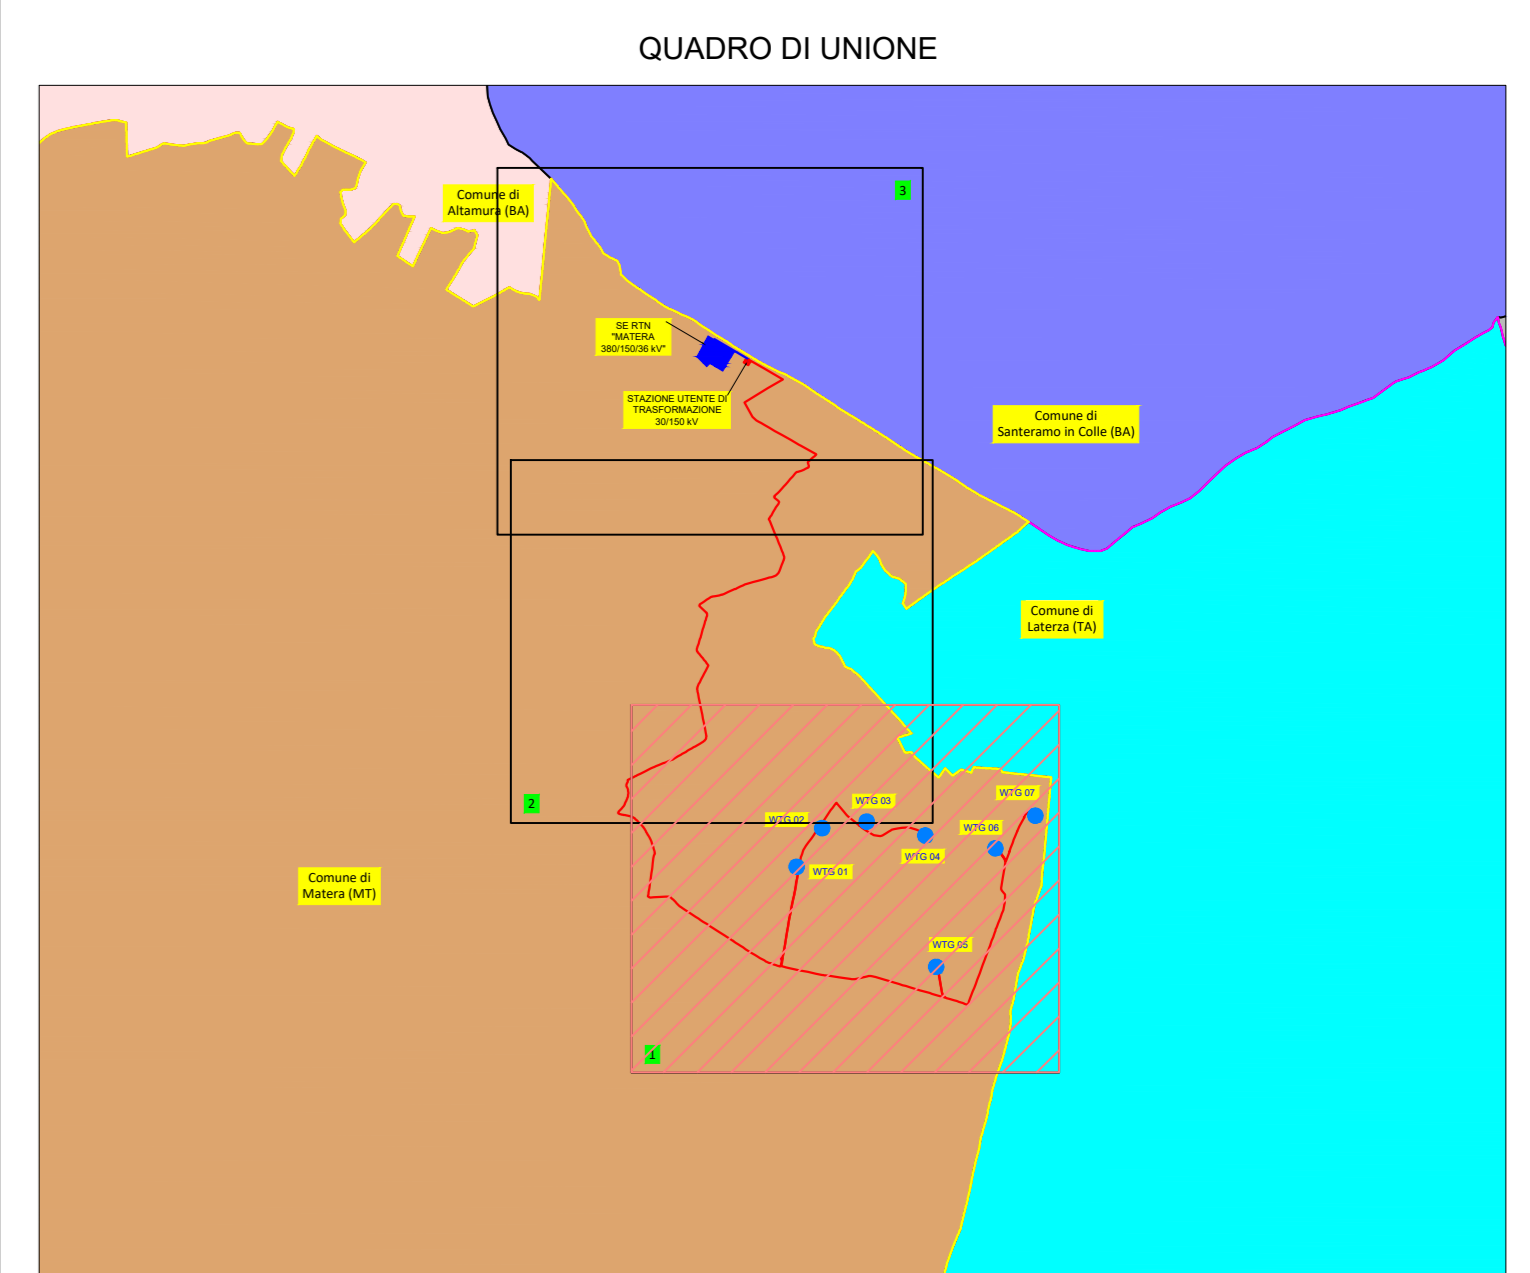 QUADRO DI UNIONE
3
Comune di
Altamura (BA)
SE RTN
"MATERA
380/150/36 kV"
STAZIONE UTENTE DI
TRASFORMAZIONE
30/150 kV
Comune di
Santeramo in Colle (BA)
Comune di
Laterza (TA)
2
WTG 07
WTG 03
WTG 02
WTG 06
WTG 04
WTG 01
Comune di
Matera (MT)
WTG 05
1